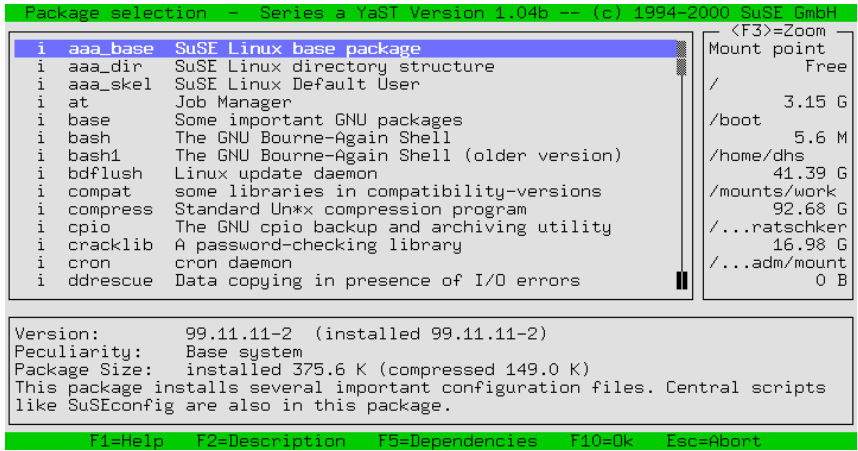 Package selection - Series a YaST Version 1.04b -- (c) 1994-2000 SuSE GmbH
i aaa_base SuSE Linux base package
i aaa_dir SuSE Linux directory structure
i aaa_skel SuSE Linux Default User
i at Job Manager
i base Some important GNU packages
i bash The GNU Bourne-Again Shell
i bash1 The GNU Bourne-Again Shell (older version)
i bdflush Linux update daemon
i compat some libraries in compatibility-versions
i compress Standard Un*x compression program
i cpio The GNU cpio backup and archiving utility
i cracklib A password-checking library
i cron cron daemon
i ddrescue Data copying in presence of I/O errors
<F3>=Zoom
Mount point
Free
/
3.15 G
/boot
5.6 M
/home/dhs
41.39 G
/mounts/work
92.68 G
/...ratschker
16.98 G
/...adm/mount
0 B
Version: 99.11.11-2 (installed 99.11.11-2)
Peculiarity: Base system
Package Size: installed 375.6 K (compressed 149.0 K)
This package installs several important configuration files. Central scripts
like SuSEconfig are also in this package.
F1=Help F2=Description F5=Dependencies F10=Ok Esc=Abort